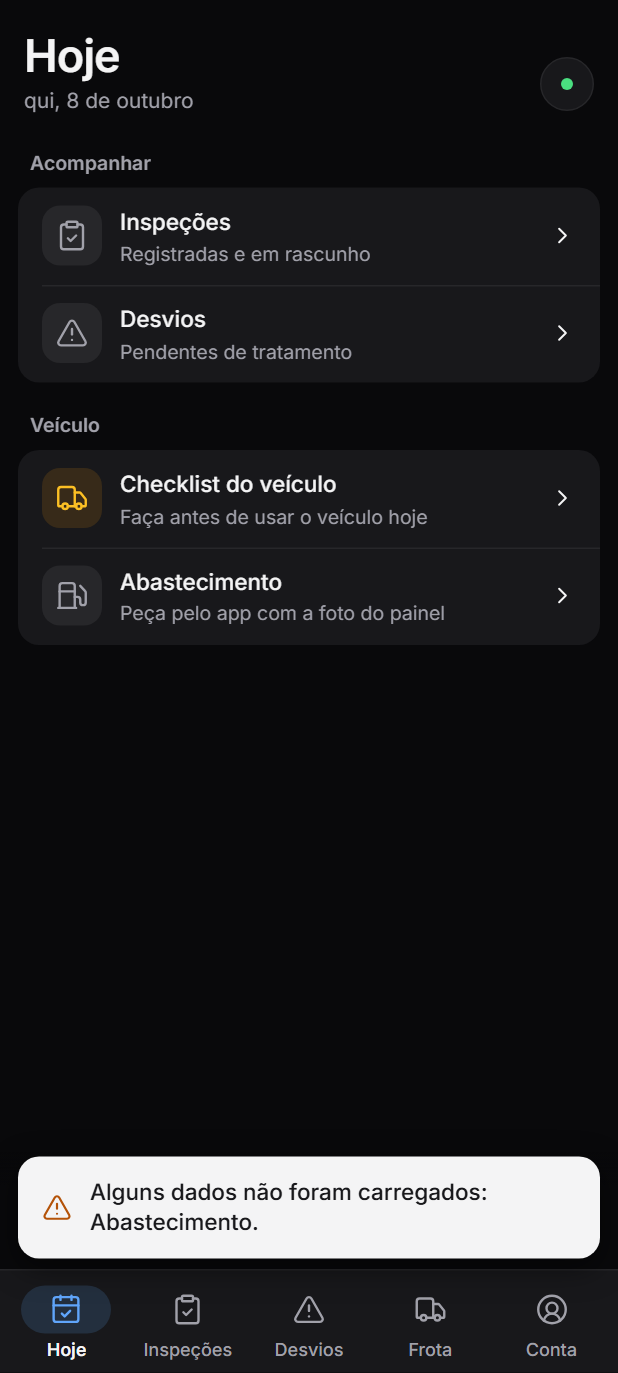 Hoje
qui, 8 de outubro
Acompanhar
Inspeções
Registradas e em rascunho
Desvios
Pendentes de tratamento
Veículo
Checklist do veículo
Faça antes de usar o veículo hoje
Abastecimento
Peça pelo app com a foto do painel
Alguns dados não foram carregados:
Abastecimento.
Hoje
Inspeções
Desvios
Frota
Conta